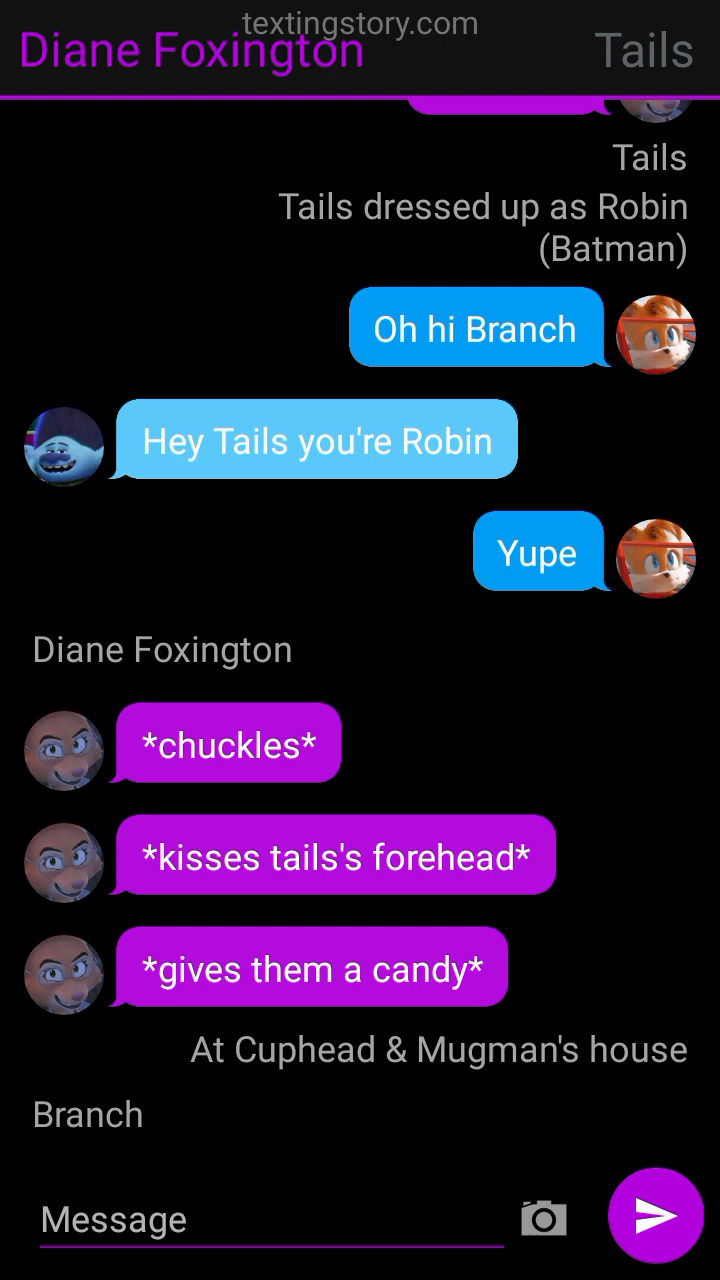 textingstory.com
Diane Foxington
Tails
Tails
Tails dressed up as Robin
(Batman)
Oh hi Branch
Hey Tails you're Robin
Yupe
Diane Foxington
*chuckles*
*kisses tails's forehead*
*gives them a candy*
At Cuphead & Mugman's house
Branch
Message